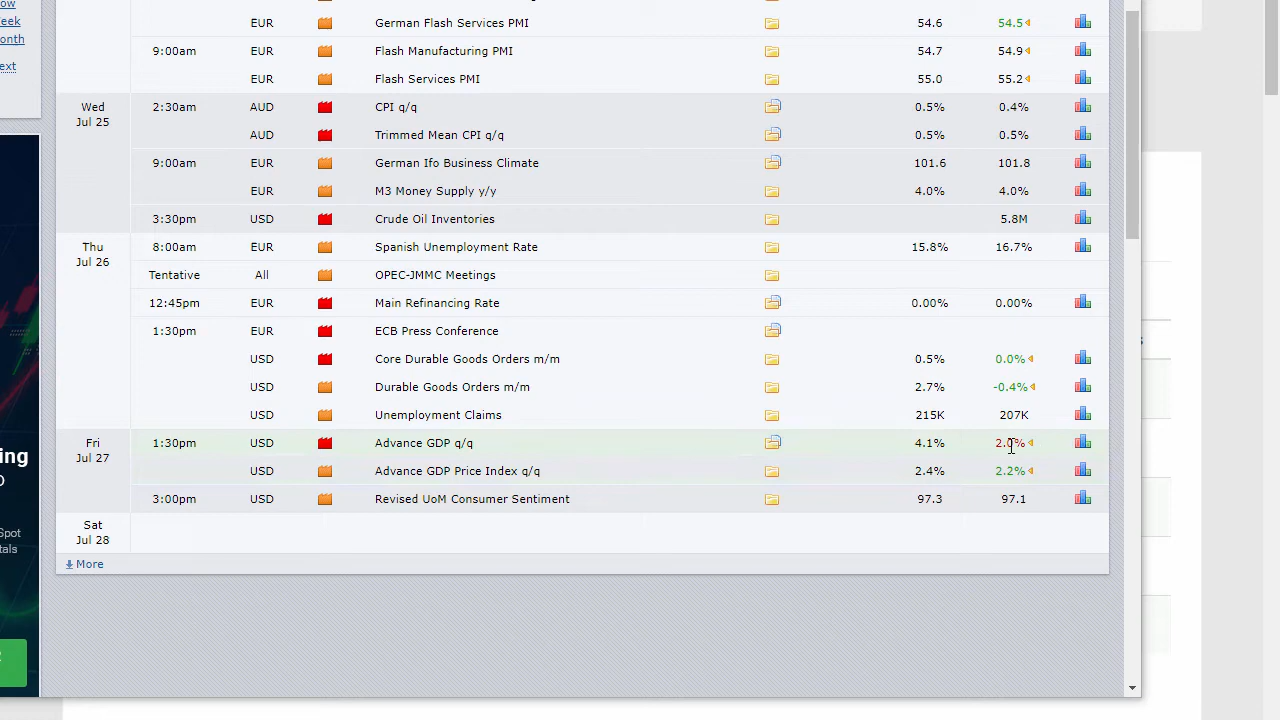 ow
eek
onth
ext
EUR German Flash Services PMI 54.6 54.5
9:00am EUR Flash Manufacturing PMI 54.7 54.9
EUR Flash Services PMI 55.0 55.2
Wed Jul 25 2:30am AUD CPI q/q 0.5% 0.4%
AUD Trimmed Mean CPI q/q 0.5% 0.5%
9:00am EUR German Ifo Business Climate 101.6 101.8
EUR M3 Money Supply y/y 4.0% 4.0%
3:30pm USD Crude Oil Inventories 5.8M
Thu Jul 26 8:00am EUR Spanish Unemployment Rate 15.8% 16.7%
Tentative All OPEC-JMMC Meetings
12:45pm EUR Main Refinancing Rate 0.00% 0.00%
1:30pm EUR ECB Press Conference
USD Core Durable Goods Orders m/m 0.5% 0.0%
USD Durable Goods Orders m/m 2.7% -0.4%
USD Unemployment Claims 215K 207K
Fri Jul 27 1:30pm USD Advance GDP q/q 4.1% 2.0%
USD Advance GDP Price Index q/q 2.4% 2.2%
3:00pm USD Revised UoM Consumer Sentiment 97.3 97.1
Sat Jul 28
More
ing
Spot
tals